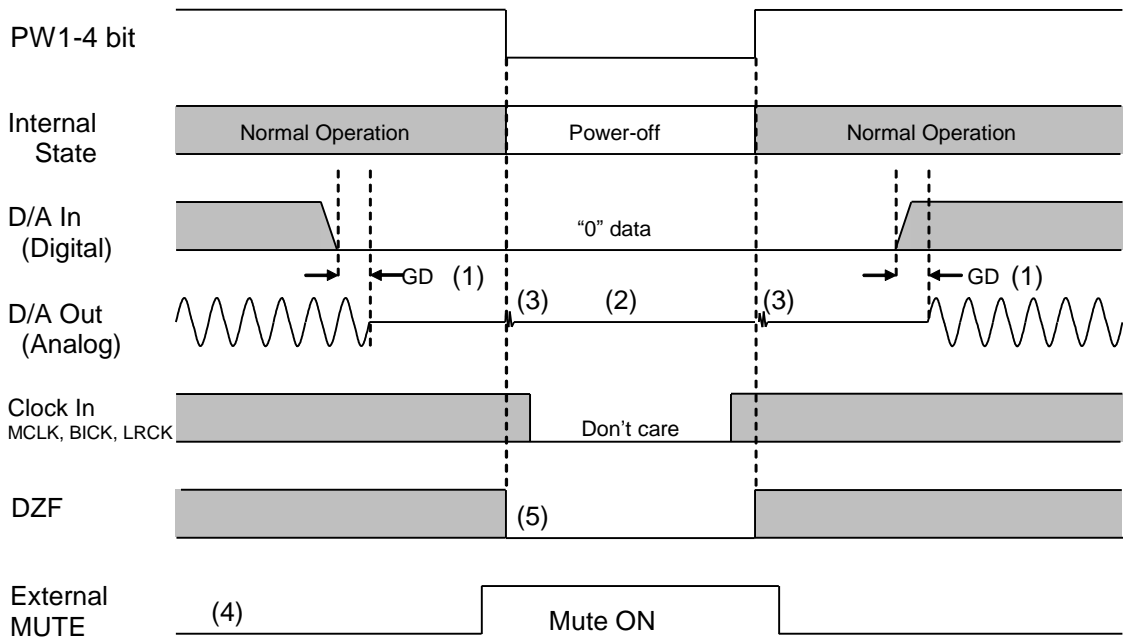 PW1-4 bit
Internal
State
Normal Operation
Power-off
Normal Operation
D/A In
(Digital)
“0” data
GD (1)
GD (1)
D/A Out
(Analog)
(3)
(2)
(3)
Clock In
MCLK, BICK, LRCK
Don’t care
DZF
(5)
External
MUTE
(4)
Mute ON